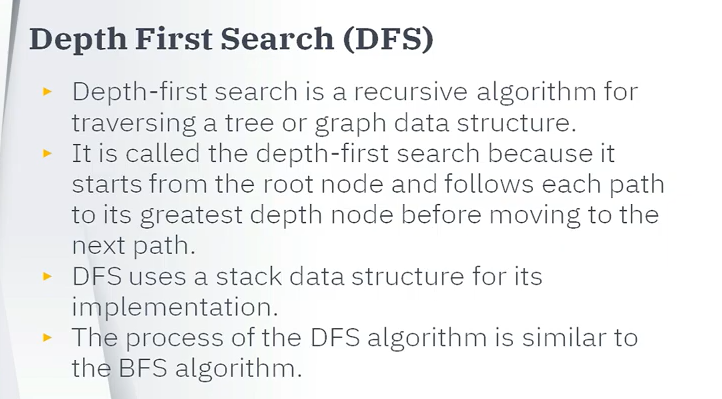 Depth First Search (DFS)
Depth-first search is a recursive algorithm for
traversing a tree or graph data structure.
It is called the depth-first search because it
starts from the root node and follows each path
to its greatest depth node before moving to the
next path.
DFS uses a stack data structure for its
implementation.
The process of the DFS algorithm is similar to
the BFS algorithm.